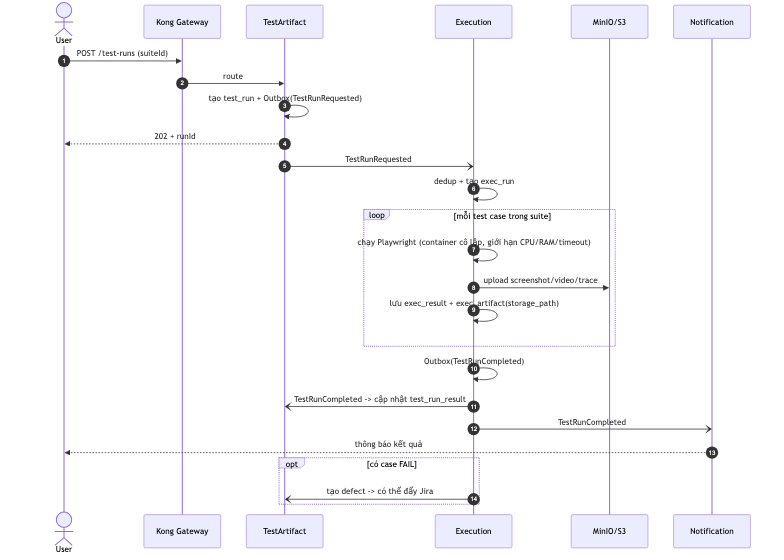 User
Kong Gateway
TestArtifact
Execution
MinIO/S3
Notification
1
POST /test-runs (suiteId)
2
route
tạo test_run + Outbox(TestRunRequested)
3
202 + runId
4
5
TestRunRequested
dedup + tạo exec_run
6
loop
[mỗi test case trong suite]
chạy Playwright (container cô lập, giới hạn CPU/RAM/timeout)
7
8
upload screenshot/video/trace
lưu exec_result + exec_artifact(storage_path)
9
Outbox(TestRunCompleted)
10
TestRunCompleted -> cập nhật test_run_result
11
12
TestRunCompleted
thông báo kết quả
13
opt
[có case FAIL]
tạo defect -> có thể đẩy Jira
14
User
Kong Gateway
TestArtifact
Execution
MinIO/S3
Notification